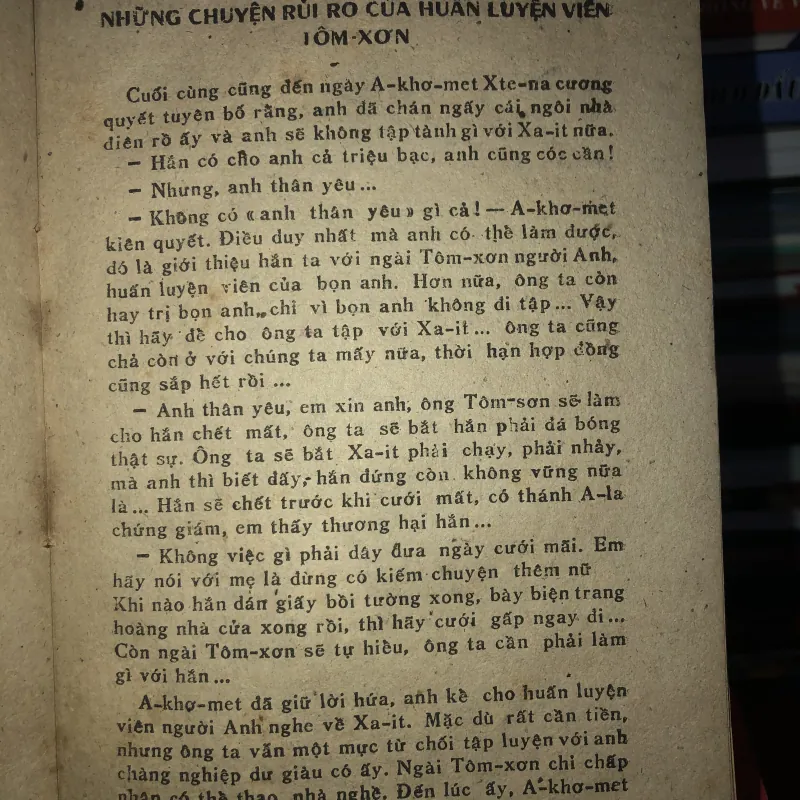 NHỮNG CHUYỆN RỦI RO CỦA HUẤN LUYỆN VIÊN
TÔM-XƠN
Cuối cùng cũng đến ngày A-khơ-met Xte-na cương
quyết tuyên bố rằng, anh đã chán ngấy cái ngôi nhà
điên rồ ấy và anh sẽ không tập tành gì với Xa-it nữa.
— Hắn có cho anh cả triệu bạc, anh cũng cóc cần!
— Nhưng, anh thân yêu...
— Không có «anh thân yêu» gì cả! — A-khơ-met
kiên quyết. Điều duy nhất mà anh có thể làm được,
đó là giới thiệu hắn ta với ngài Tôm-xơn người Anh,
huấn luyện viên của bọn anh. Hơn nữa, ông ta còn
hay trị bọn anh, chỉ vì bọn anh không đi tập... Vậy
thì hãy để cho ông ta tập với Xa-it... ông ta cũng
chả còn ở với chúng ta mấy nữa, thời hạn hợp đồng
cũng sắp hết rồi...
— Anh thân yêu, em xin anh, ông Tôm-sơn sẽ làm
cho hắn chết mất, ông ta sẽ bắt hắn phải đá bóng
thật sự. Ông ta sẽ bắt Xa-it phải chạy, phải nhảy,
mà anh thì biết đấy, hắn đứng còn không vững nữa
là... Hắn sẽ chết trước khi cưới mất, có thánh A-la
chứng giám, em thấy thương hại hắn...
— Không việc gì phải dây dưa ngày cưới mãi. Em
hãy nói với mẹ là đừng có kiếm chuyện thêm nữ
Khi nào hắn dán giấy bồi tường xong, bày biện trang
hoàng nhà cửa xong rồi, thì hãy cưới gấp ngay đi...
Còn ngài Tôm-xơn sẽ tự hiểu, ông ta cần phải làm
gì với hắn...
A-khơ-met đã giữ lời hứa, anh kể cho huấn luyện
viên người Anh nghe về Xa-it. Mặc dù rất cần tiền,
nhưng ông ta vẫn một mực từ chối tập luyện với anh
chàng nghiệp dư giàu có ấy. Ngài Tôm-xơn chỉ chấp
nhận có thể thao nhà nghề. Đến lúc ấy, A-khơ-met